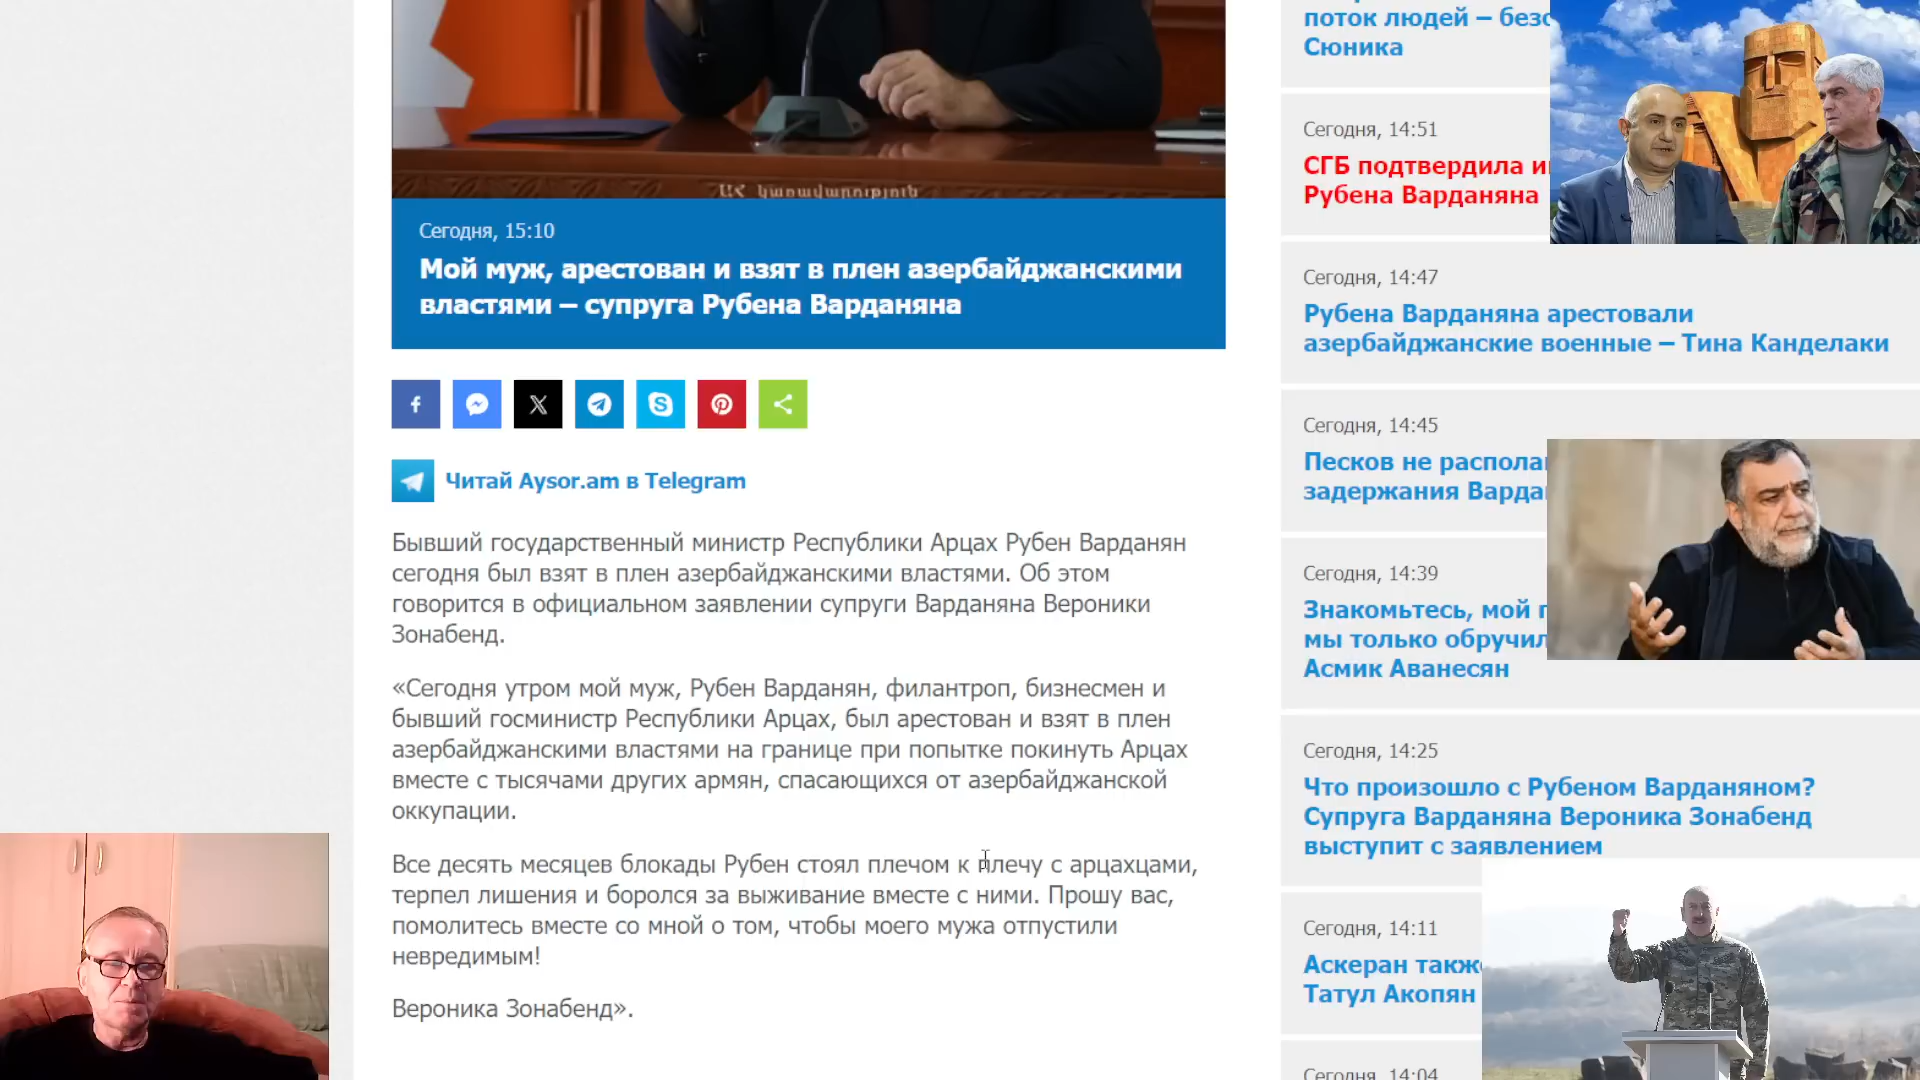 ԱՀ կառավարություն
Сегодня, 15:10
Мой муж, арестован и взят в плен азербайджанскими
властями – супруга Рубена Варданяна
Читай Aysor.am в Telegram
Бывший государственный министр Республики Арцах Рубен Варданян
сегодня был взят в плен азербайджанскими властями. Об этом
говорится в официальном заявлении супруги Варданяна Вероники
Зонабенд.
«Сегодня утром мой муж, Рубен Варданян, филантроп, бизнесмен и
бывший госминистр Республики Арцах, был арестован и взят в плен
азербайджанскими властями на границе при попытке покинуть Арцах
вместе с тысячами других армян, спасающихся от азербайджанской
оккупации.
Все десять месяцев блокады Рубен стоял плечом к плечу с арцахцами,
терпел лишения и боролся за выживание вместе с ними. Прошу вас,
помолитесь вместе со мной о том, чтобы моего мужа отпустили
невредимым!
Вероника Зонабенд».
поток людей –
Сюника
Сегодня, 14:51
СГБ подтвердила
Рубена Варданяна
Сегодня, 14:47
Рубена Варданяна арестовали
азербайджанские военные – Тина Канделаки
Сегодня, 14:45
Песков не
задержания
Сегодня, 14:39
Знакомьтесь, мой
мы только
Асмик Аванесян
Сегодня, 14:25
Что произошло с Рубеном Варданяном?
Супруга Варданяна Вероника Зонабенд
выступит с заявлением
Сегодня, 14:11
Аскеран
Татул Акопян
Сегодня, 14:04